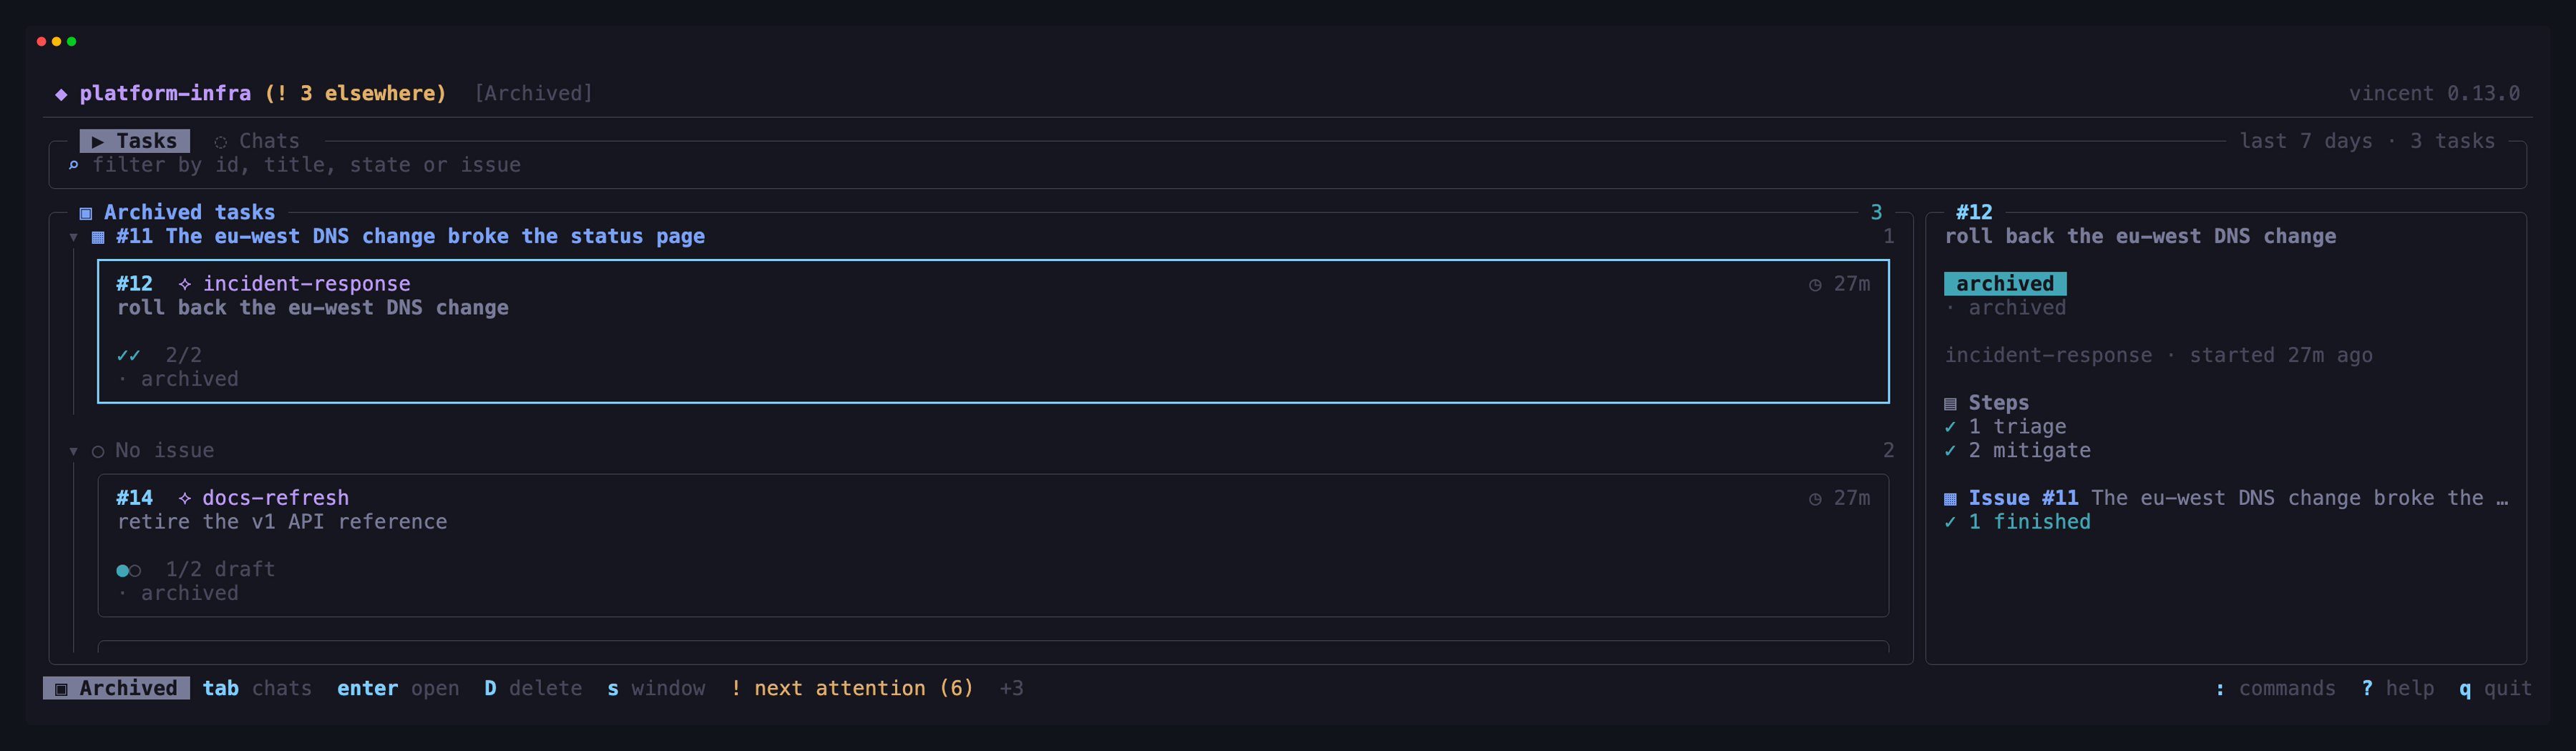 ◆ platform-infra (! 3 elsewhere) [Archived] vincent 0.13.0
▶ Tasks ◌ Chats last 7 days · 3 tasks
⌕ filter by id, title, state or issue
▣ Archived tasks 3
▼ ▦ #11 The eu-west DNS change broke the status page 1
#12 ✧ incident-response ◷ 27m
roll back the eu-west DNS change
✓✓ 2/2
· archived
▼ ○ No issue 2
#14 ✧ docs-refresh ◷ 27m
retire the v1 API reference
●○ 1/2 draft
· archived
#12
roll back the eu-west DNS change
archived
· archived
incident-response · started 27m ago
▤ Steps
✓ 1 triage
✓ 2 mitigate
▦ Issue #11 The eu-west DNS change broke the …
✓ 1 finished
▣ Archived tab chats enter open D delete s window ! next attention (6) +3 : commands ? help q quit